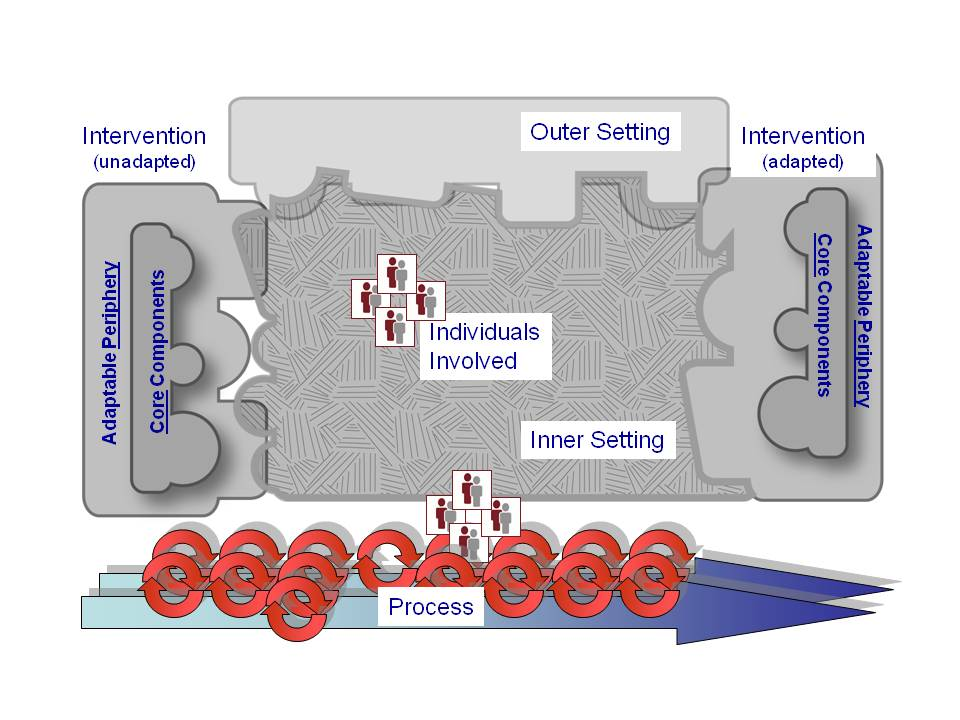 Outer Setting
Intervention
(unadapted)
Intervention
(adapted)
Adaptable Periphery
Core Components
Individuals
Involved
Inner Setting
Core Components
Adaptable Periphery
Process